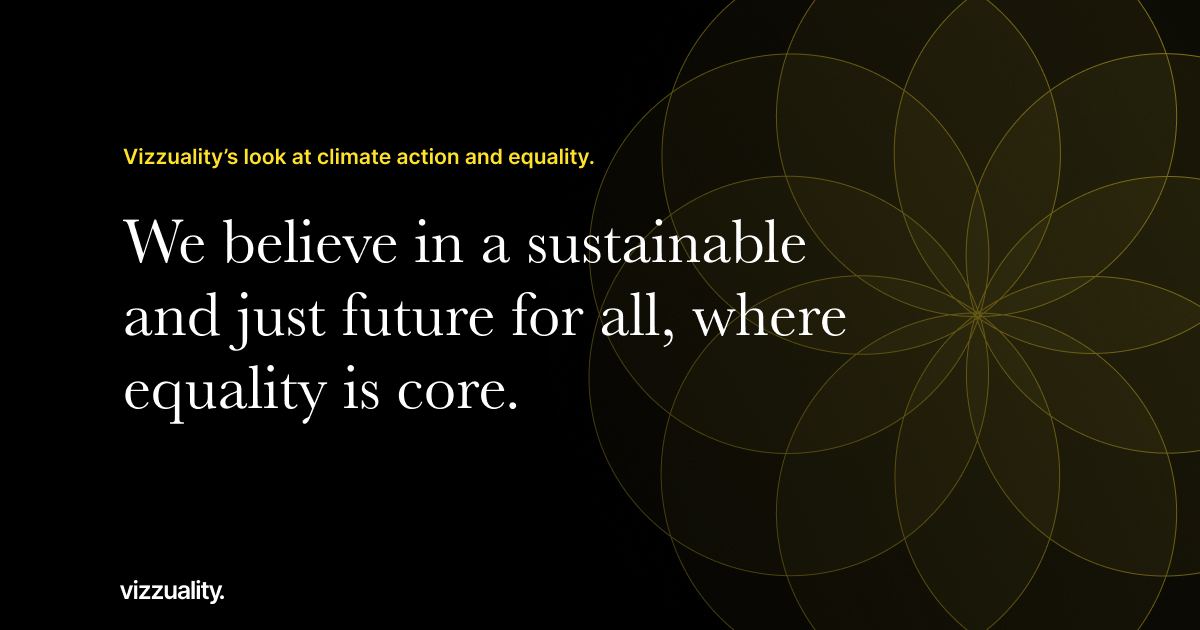 Vizzuality’s look at climate action and equality.
We believe in a sustainable
and just future for all, where
equality is core.
vizzuality.